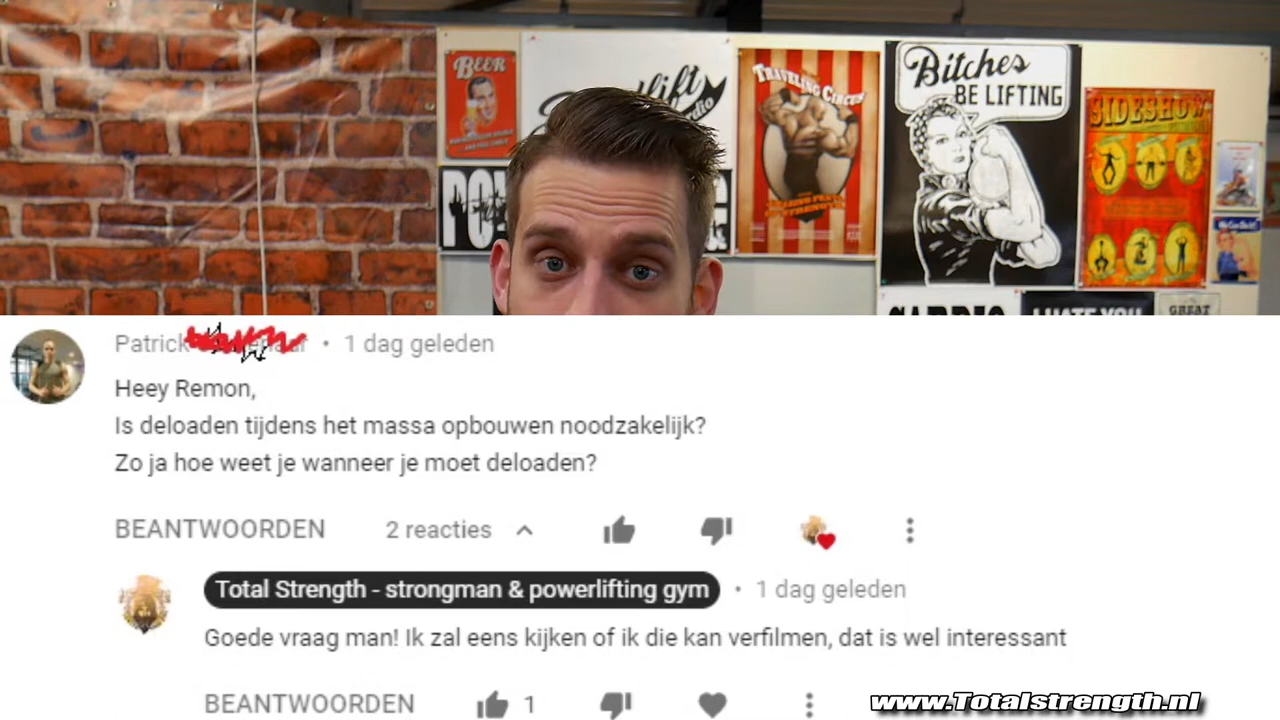 BEER
TRAVELING CIRCUS
Bitches
BE LIFTING
SIDESHOW
I HATE YOU
GREAT
Patrick • 1 dag geleden
Heey Remon,
Is deloaden tijdens het massa opbouwen noodzakelijk?
Zo ja hoe weet je wanneer je moet deloaden?
BEANTWOORDEN 2 reacties
Total Strength - strongman & powerlifting gym • 1 dag geleden
Goede vraag man! Ik zal eens kijken of ik die kan verfilmen, dat is wel interessant
BEANTWOORDEN 1
www.Totalstrength.nl